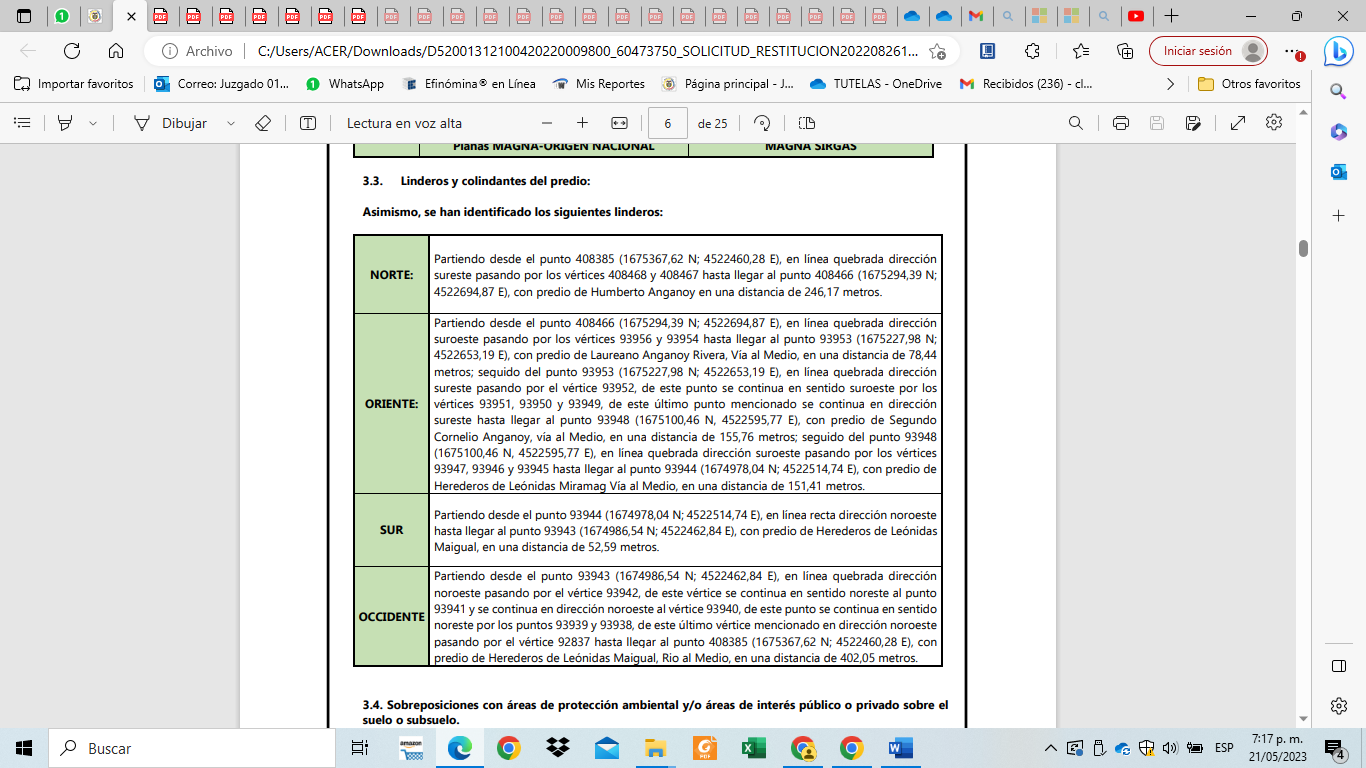 Archivo
C:/Users/ACER/Downloads/D52001312100420220009800_60473750_SOLICITUD_RESTITUCION202208261...
Iniciar sesión
Importar favoritos
Correo: Juzgado 01...
WhatsApp
Efinómina® en Línea
Mis Reportes
Página principal - J...
TUTELAS - OneDrive
Recibidos (236) - cl...
Otros favoritos
Dibujar
Lectura en voz alta
6
de 25
Planas MAGNA-ORIGEN NACIONAL
MAGNA SIRGAS
3.3. Linderos y colindantes del predio:
Asimismo, se han identificado los siguientes linderos:
NORTE:
Partiendo desde el punto 408385 (1675367,62 N; 4522460,28 E), en línea quebrada dirección
sureste pasando por los vértices 408468 y 408467 hasta llegar al punto 408466 (1675294,39 N;
4522694,87 E), con predio de Humberto Anganoy en una distancia de 246,17 metros.
ORIENTE:
Partiendo desde el punto 408466 (1675294,39 N; 4522694,87 E), en línea quebrada dirección
suroeste pasando por los vértices 93956 y 93954 hasta llegar al punto 93953 (1675227,98 N;
4522653,19 E), con predio de Laureano Anganoy Rivera, Vía al Medio, en una distancia de 78,44
metros; seguido del punto 93953 (1675227,98 N; 4522653,19 E), en línea quebrada dirección
sureste pasando por el vértice 93952, de este punto se continua en sentido suroeste por los
vértices 93951, 93950 y 93949, de este último punto mencionado se continua en dirección
sureste hasta llegar al punto 93948 (1675100,46 N, 4522595,77 E), con predio de Segundo
Cornelio Anganoy, vía al Medio, en una distancia de 155,76 metros; seguido del punto 93948
(1675100,46 N, 4522595,77 E), en línea quebrada dirección suroeste pasando por los vértices
93947, 93946 y 93945 hasta llegar al punto 93944 (1674978,04 N; 4522514,74 E), con predio de
Herederos de Leónidas Miramag Vía al Medio, en una distancia de 151,41 metros.
SUR
Partiendo desde el punto 93944 (1674978,04 N; 4522514,74 E), en línea recta dirección noroeste
hasta llegar al punto 93943 (1674986,54 N; 4522462,84 E), con predio de Herederos de Leónidas
Maigual, en una distancia de 52,59 metros.
OCCIDENTE
Partiendo desde el punto 93943 (1674986,54 N; 4522462,84 E), en línea quebrada dirección
noroeste pasando por el vértice 93942, de este vértice se continua en sentido noreste al punto
93941 y se continua en dirección noroeste al vértice 93940, de este punto se continua en sentido
noreste por los puntos 93939 y 93938, de este último vértice mencionado en dirección noroeste
pasando por el vértice 92837 hasta llegar al punto 408385 (1675367,62 N; 4522460,28 E), con
predio de Herederos de Leónidas Maigual, Rio al Medio, en una distancia de 402,05 metros.
3.4. Sobreposiciones con áreas de protección ambiental y/o áreas de interés público o privado sobre el
suelo o subsuelo.
Buscar
ESP
7:17 p. m.
21/05/2023
4